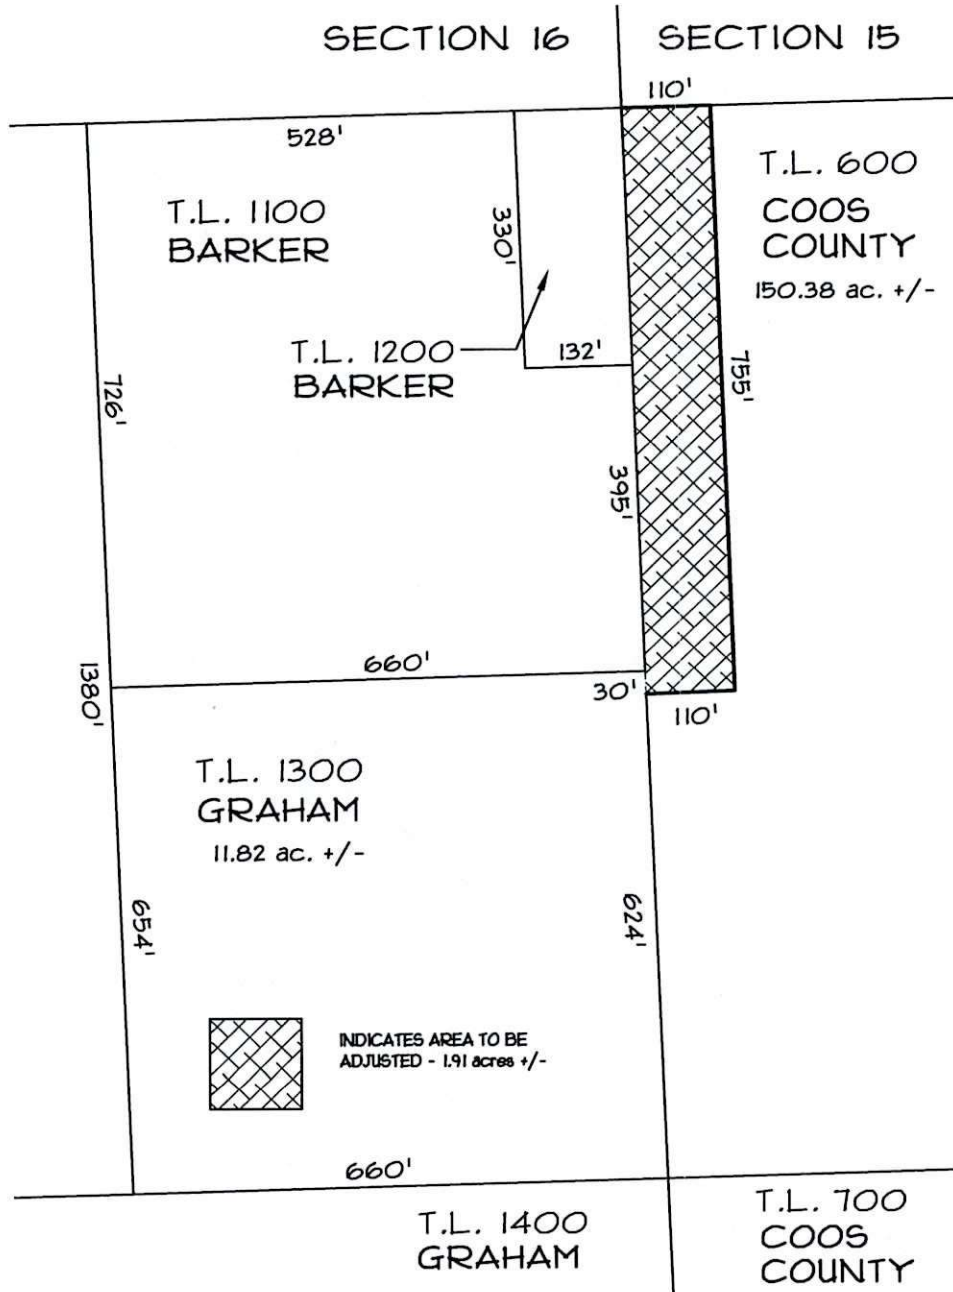 SECTION 16
SECTION 15
110'
528'
T.L. 1100
BARKER
330'
T.L. 600
COOS
COUNTY
150.38 ac. +/-
T.L. 1200
BARKER
132'
726'
755'
395'
660'
30'
110'
1380'
T.L. 1300
GRAHAM
11.82 ac. +/-
654'
624'
INDICATES AREA TO BE
ADJUSTED - 1.91 acres +/-
660'
T.L. 1400
GRAHAM
T.L. 700
COOS
COUNTY